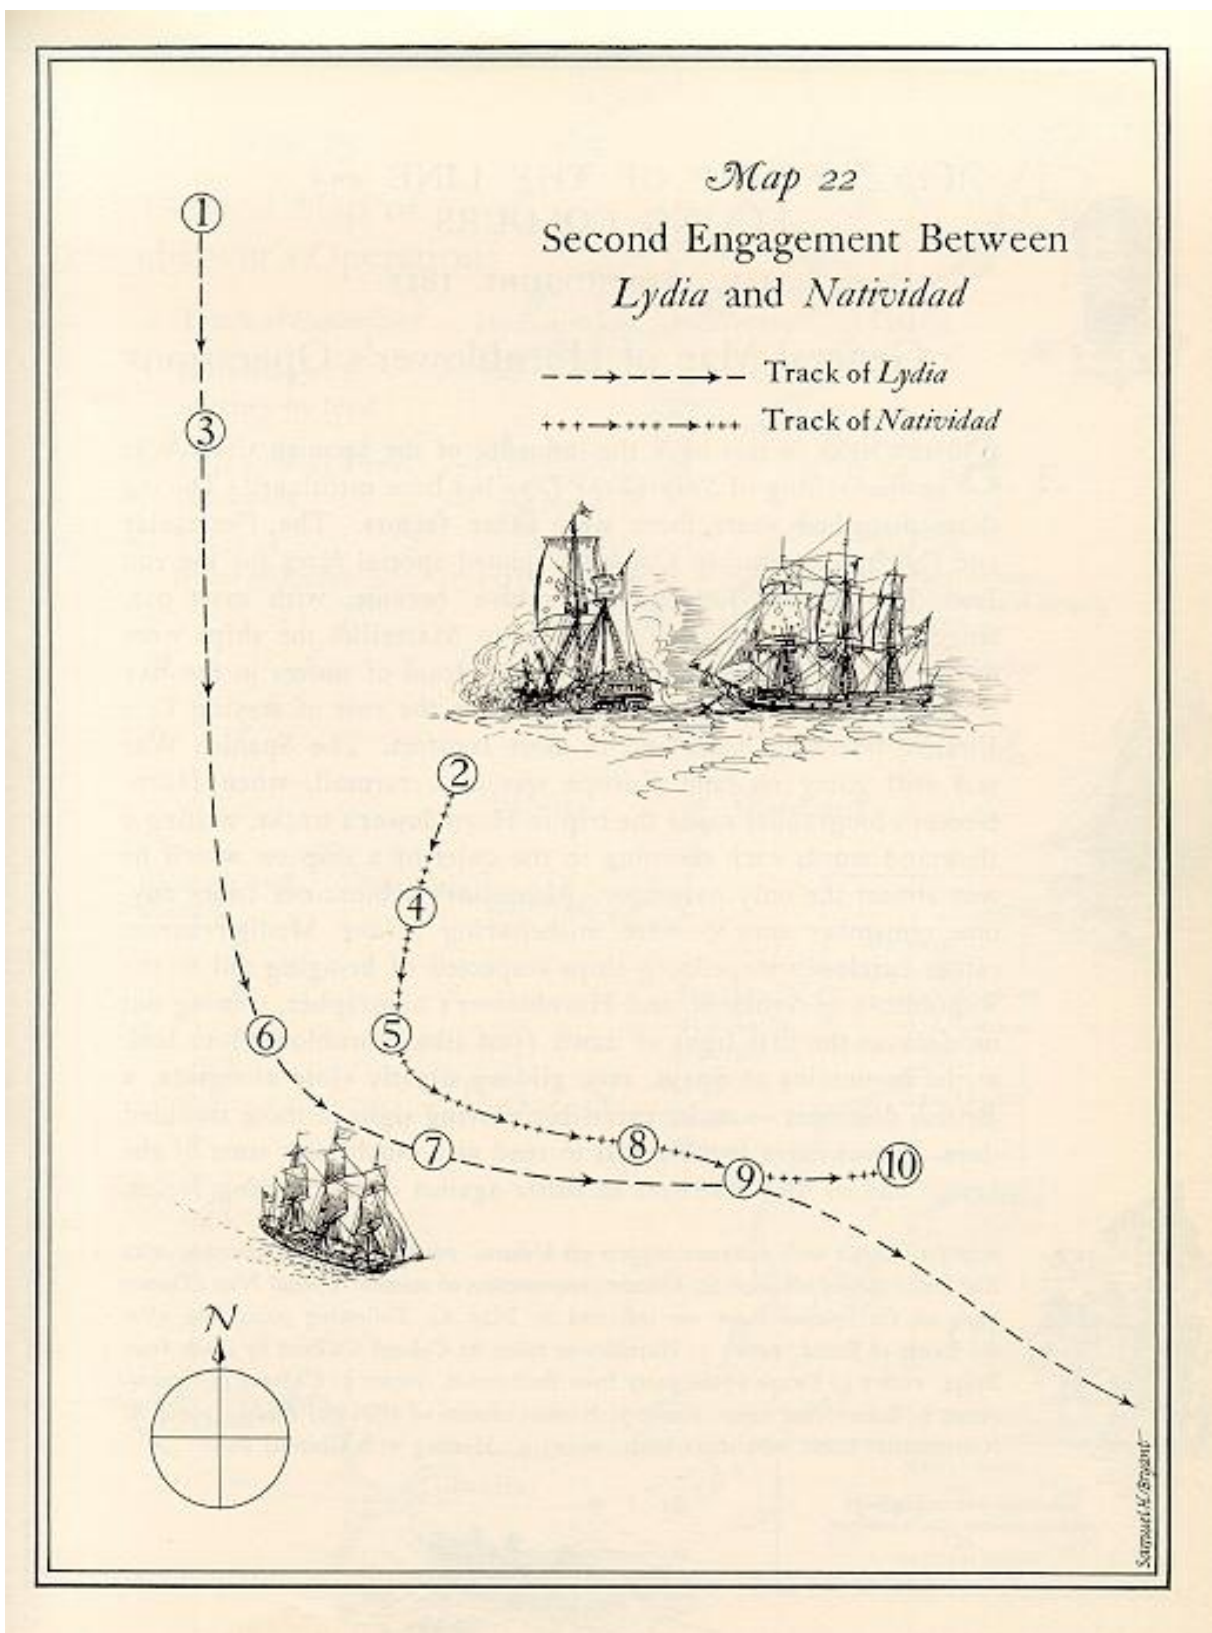 Map 22
Second Engagement Between
Lydia and Natividad
Track of Lydia
Track of Natividad
1
3
2
4
5
6
7
8
9
10
N
Samuel H. Bryant